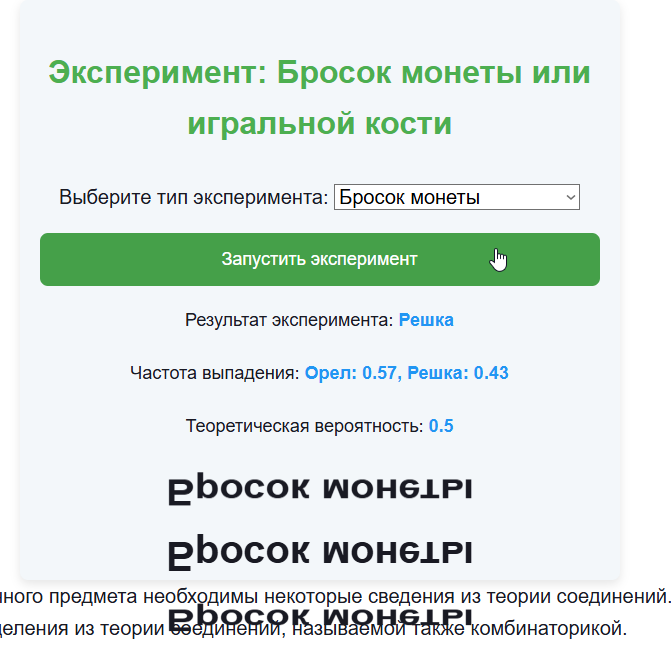 Эксперимент: Бросок монеты или
игральной кости
Выберите тип эксперимента: Бросок монеты
Запустить эксперимент
Результат эксперимента: Решка
Частота выпадения: Орел: 0.57, Решка: 0.43
Теоретическая вероятность: 0.5
Бросок монеты
Бросок монеты
нного предмета необходимы некоторые сведения из теории соединений.
Бросок монеты
деления из теории соединений, называемой также комбинаторикой.